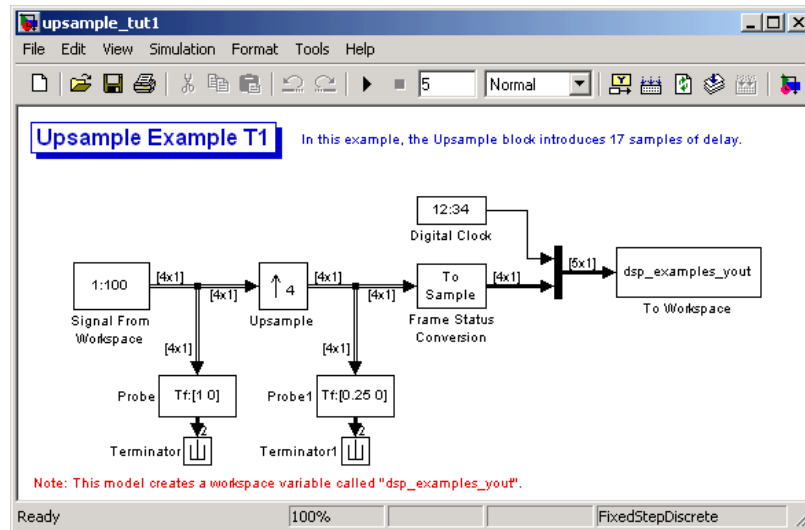 upsample_tut1
File Edit View Simulation Format Tools Help
5 Normal
Upsample Example T1
In this example, the Upsample block introduces 17 samples of delay.
12:34
Digital Clock
[5x1]
dsp_examples_yout
To Workspace
1:100
Signal From
Workspace
[4x1]
[4x1]
4
Upsample
[4x1]
[4x1]
To
Sample
Frame Status
Conversion
[4x1]
[4x1]
[4x1]
Probe
Tf:[1 0]
Probe1
Tf:[0.25 0]
2
2
Terminator
Terminator1
Note: This model creates a workspace variable called "dsp_examples_yout".
Ready 100% FixedStepDiscrete